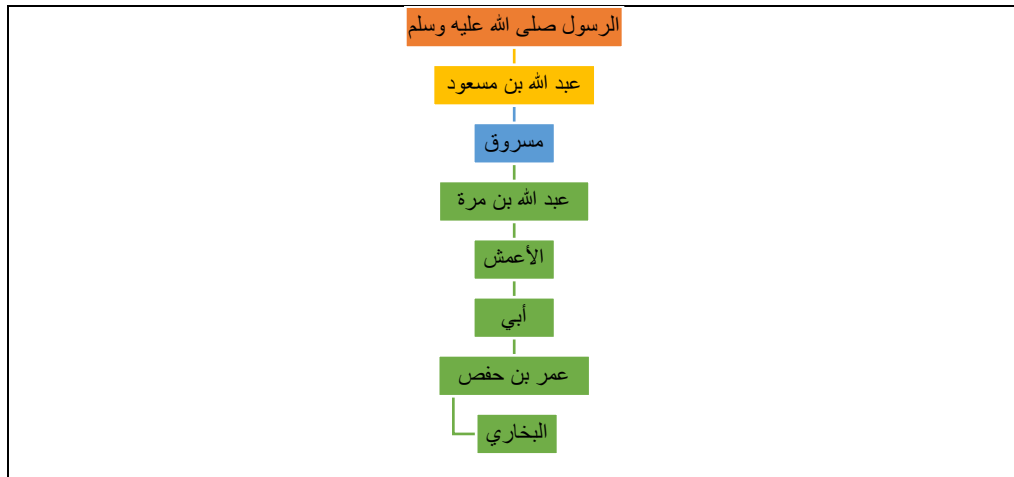 الرسول صلى الله عليه وسلم
عبد الله بن مسعود
مسروق
عبد الله بن مرة
الأعمش
أبي
عمر بن حفص
البخاري